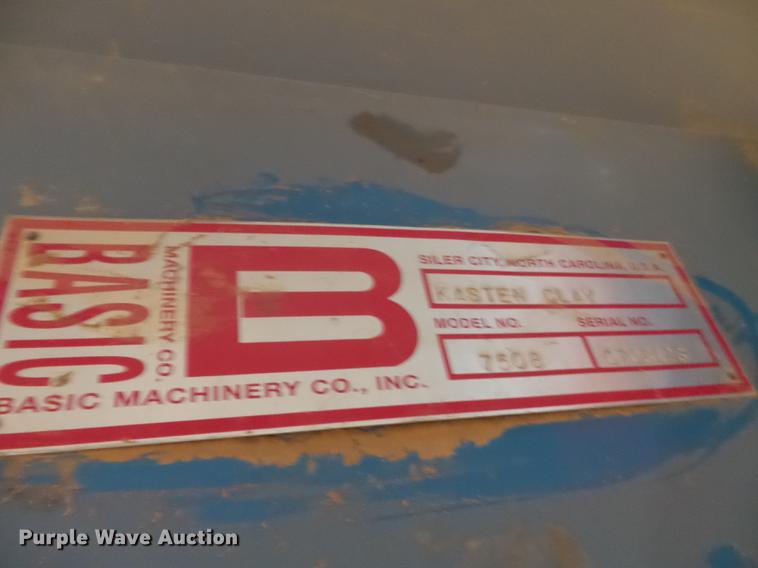 BASIC
MACHINERY CO.
B
BASIC MACHINERY CO., INC.
SILER CITY, NORTH CAROLINA, U.S.A.
KASTEN CLAY
MODEL NO. SERIAL NO.
7508
Purple Wave Auction